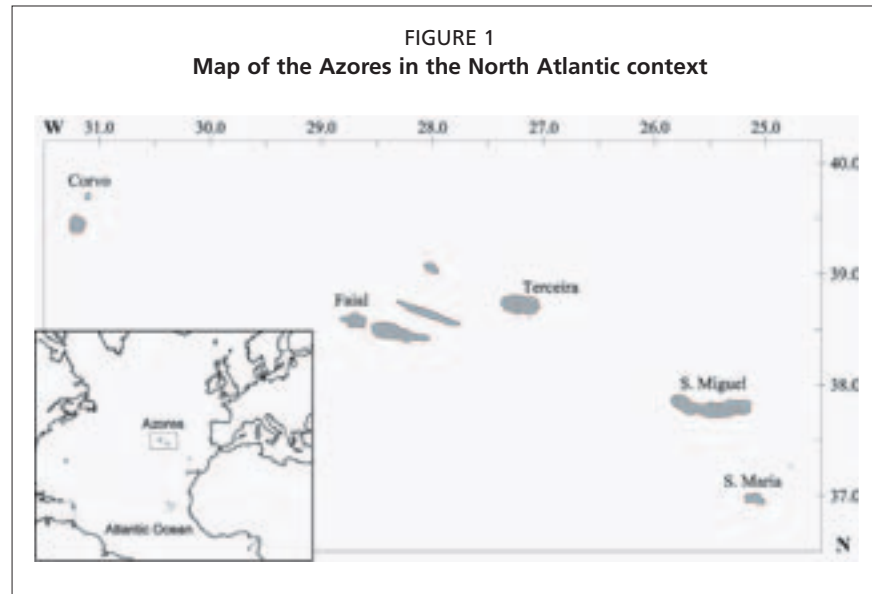 FIGURE 1
Map of the Azores in the North Atlantic context
W 31.0 30.0 29.0 28.0 27.0 26.0 25.0
40.0
Corvo
39.0
Terceira
Faial
38.0
S. Miguel
Azores
S. Maria
37.0
Atlantic Ocean
N